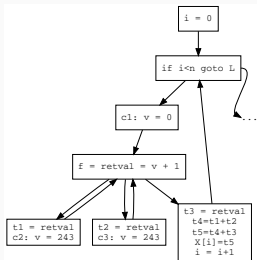 i = 0
if i<n goto L
c1: v = 0
...
f = retval = v + 1
t1 = retval
c2: v = 243
t2 = retval
c3: v = 243
t3 = retval
t4=t1+t2
t5=t4+t3
X[i]=t5
i = i+1